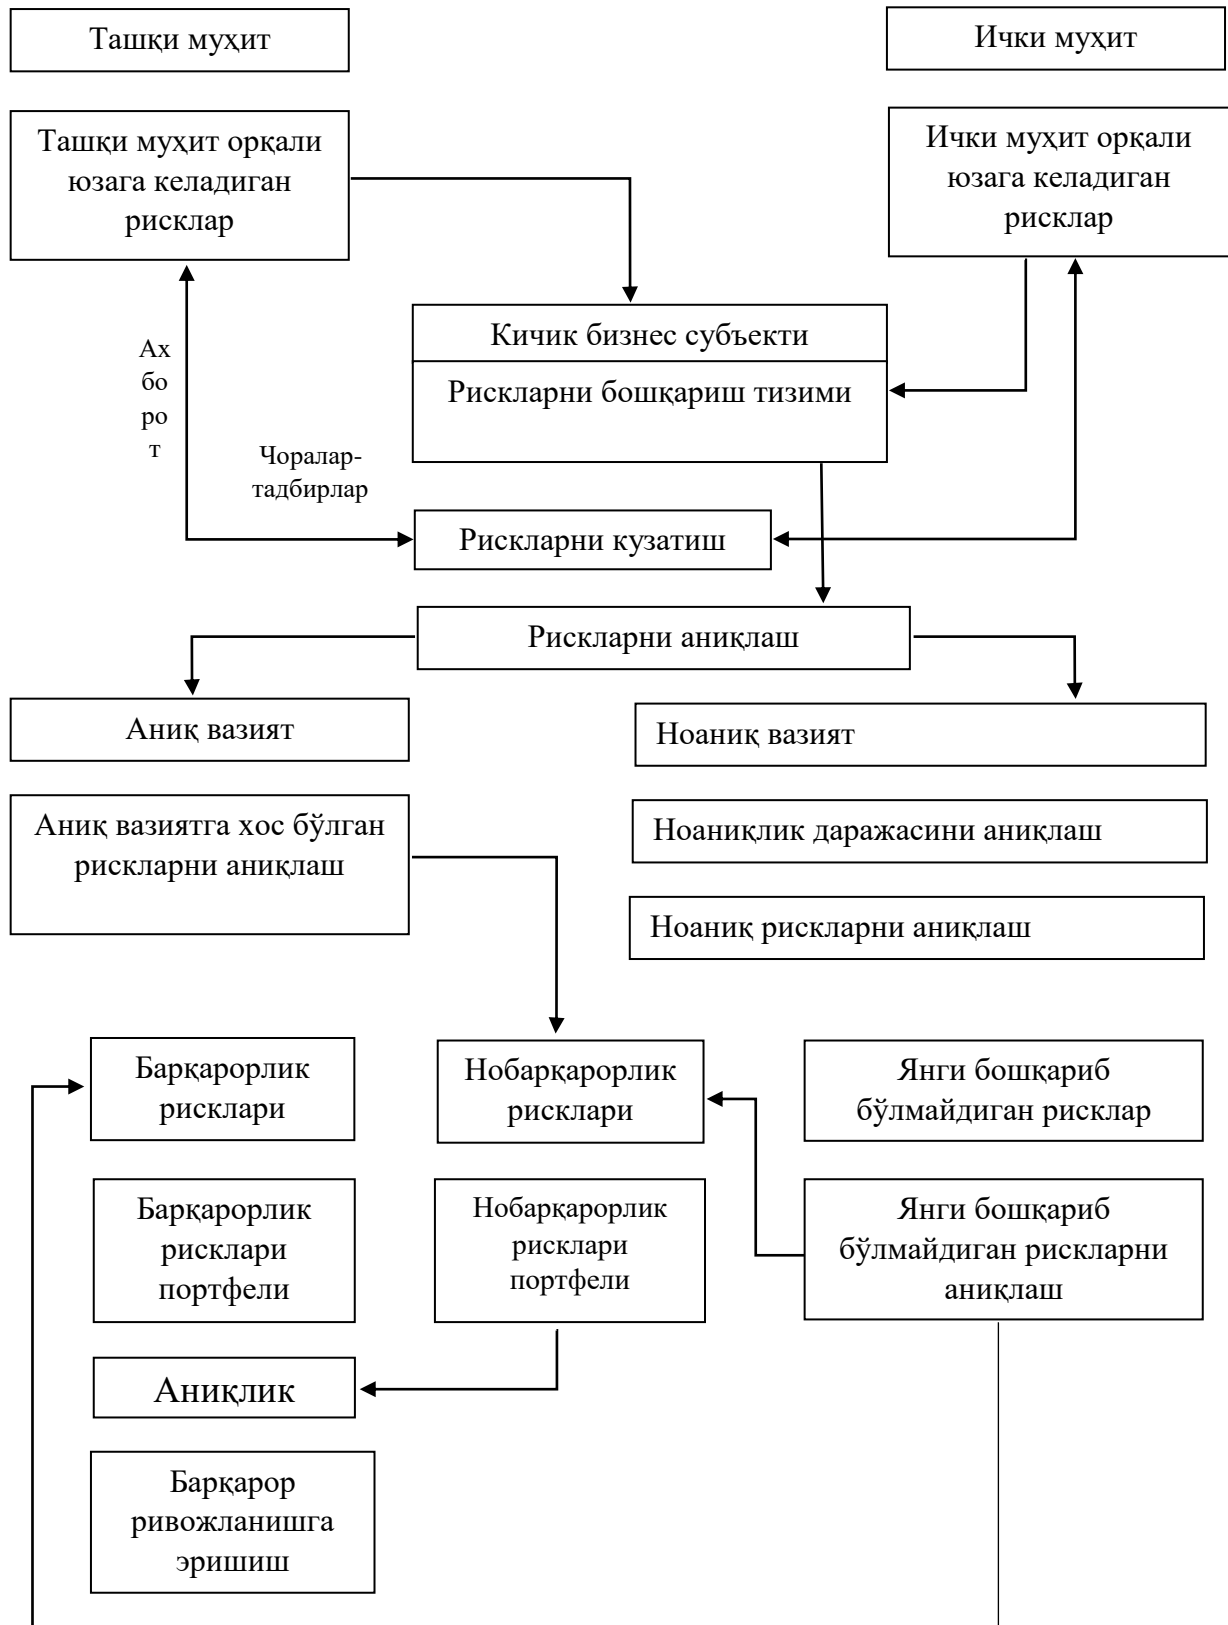 Ташқи муҳит
Ички муҳит
Ташқи муҳит орқали
юзага келадиган
рисклар
Ички муҳит орқали
юзага келадиган
рисклар
Кичик бизнес субъекти
Рискларни бошқариш тизими
Ах
бо
ро
т
Чоралар-
тадбирлар
Рискларни кузатиш
Рискларни аниқлаш
Аниқ вазият
Ноаниқ вазият
Аниқ вазиятга хос бўлган
рискларни аниқлаш
Ноаниқлик даражасини аниқлаш
Ноаниқ рискларни аниқлаш
Барқарорлик
рисклари
Нобарқарорлик
рисклари
Янги бошқариб
бўлмайдиган рисклар
Барқарорлик
рисклари
портфели
Нобарқарорлик
рисклари
портфели
Янги бошқариб
бўлмайдиган рискларни
аниқлаш
Аниқлик
Барқарор
ривожланишга
эришиш